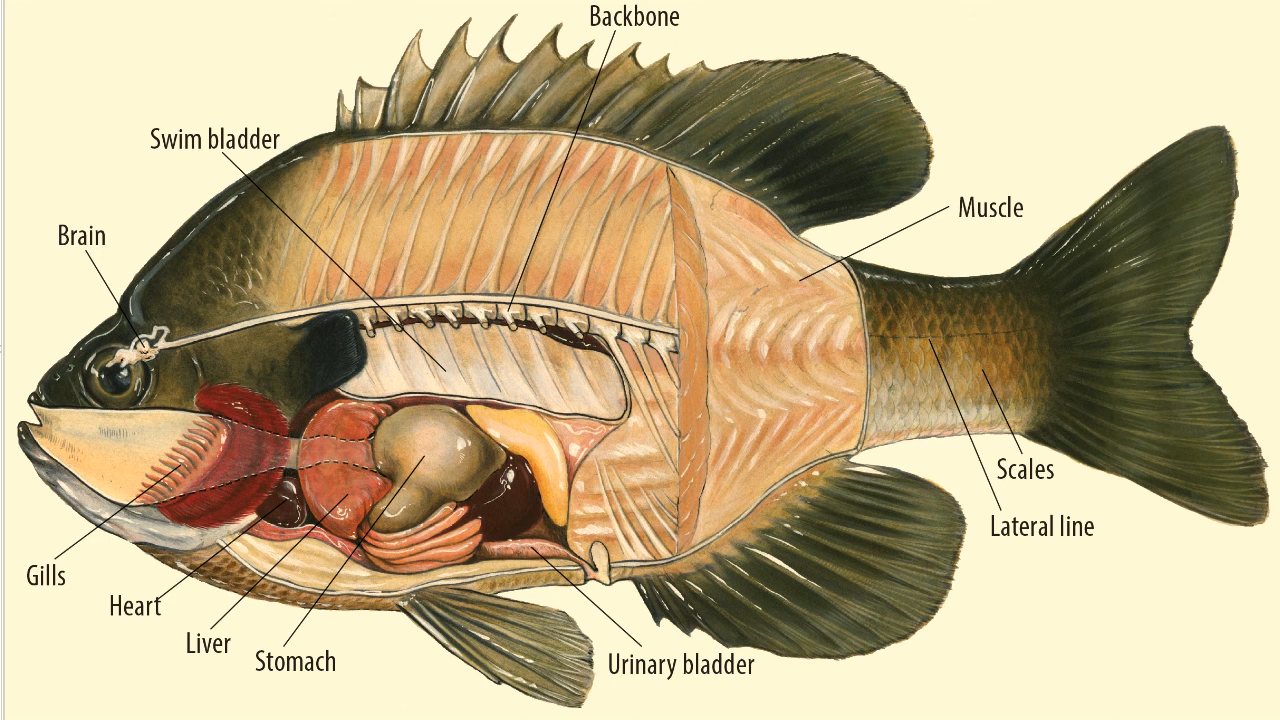 Backbone
Swim bladder
Muscle
Brain
Scales
Lateral line
Gills
Heart
Liver
Stomach
Urinary bladder